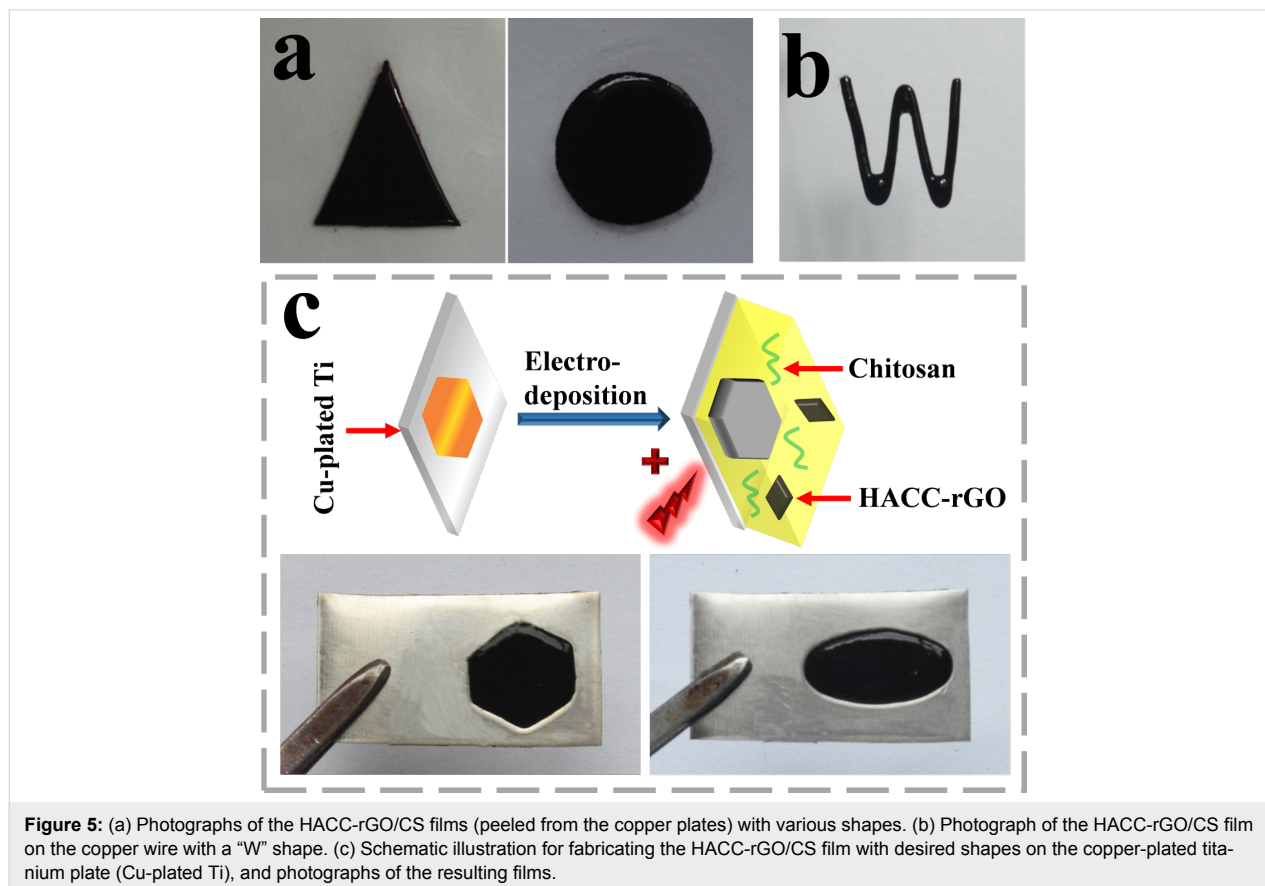 a
b
c
Cu-plated Ti
Electro-
deposition
+
Chitosan
HACC-rGO
Figure 5: (a) Photographs of the HACC-rGO/CS films (peeled from the copper plates) with various shapes. (b) Photograph of the HACC-rGO/CS film
on the copper wire with a “W” shape. (c) Schematic illustration for fabricating the HACC-rGO/CS film with desired shapes on the copper-plated tita-
nium plate (Cu-plated Ti), and photographs of the resulting films.